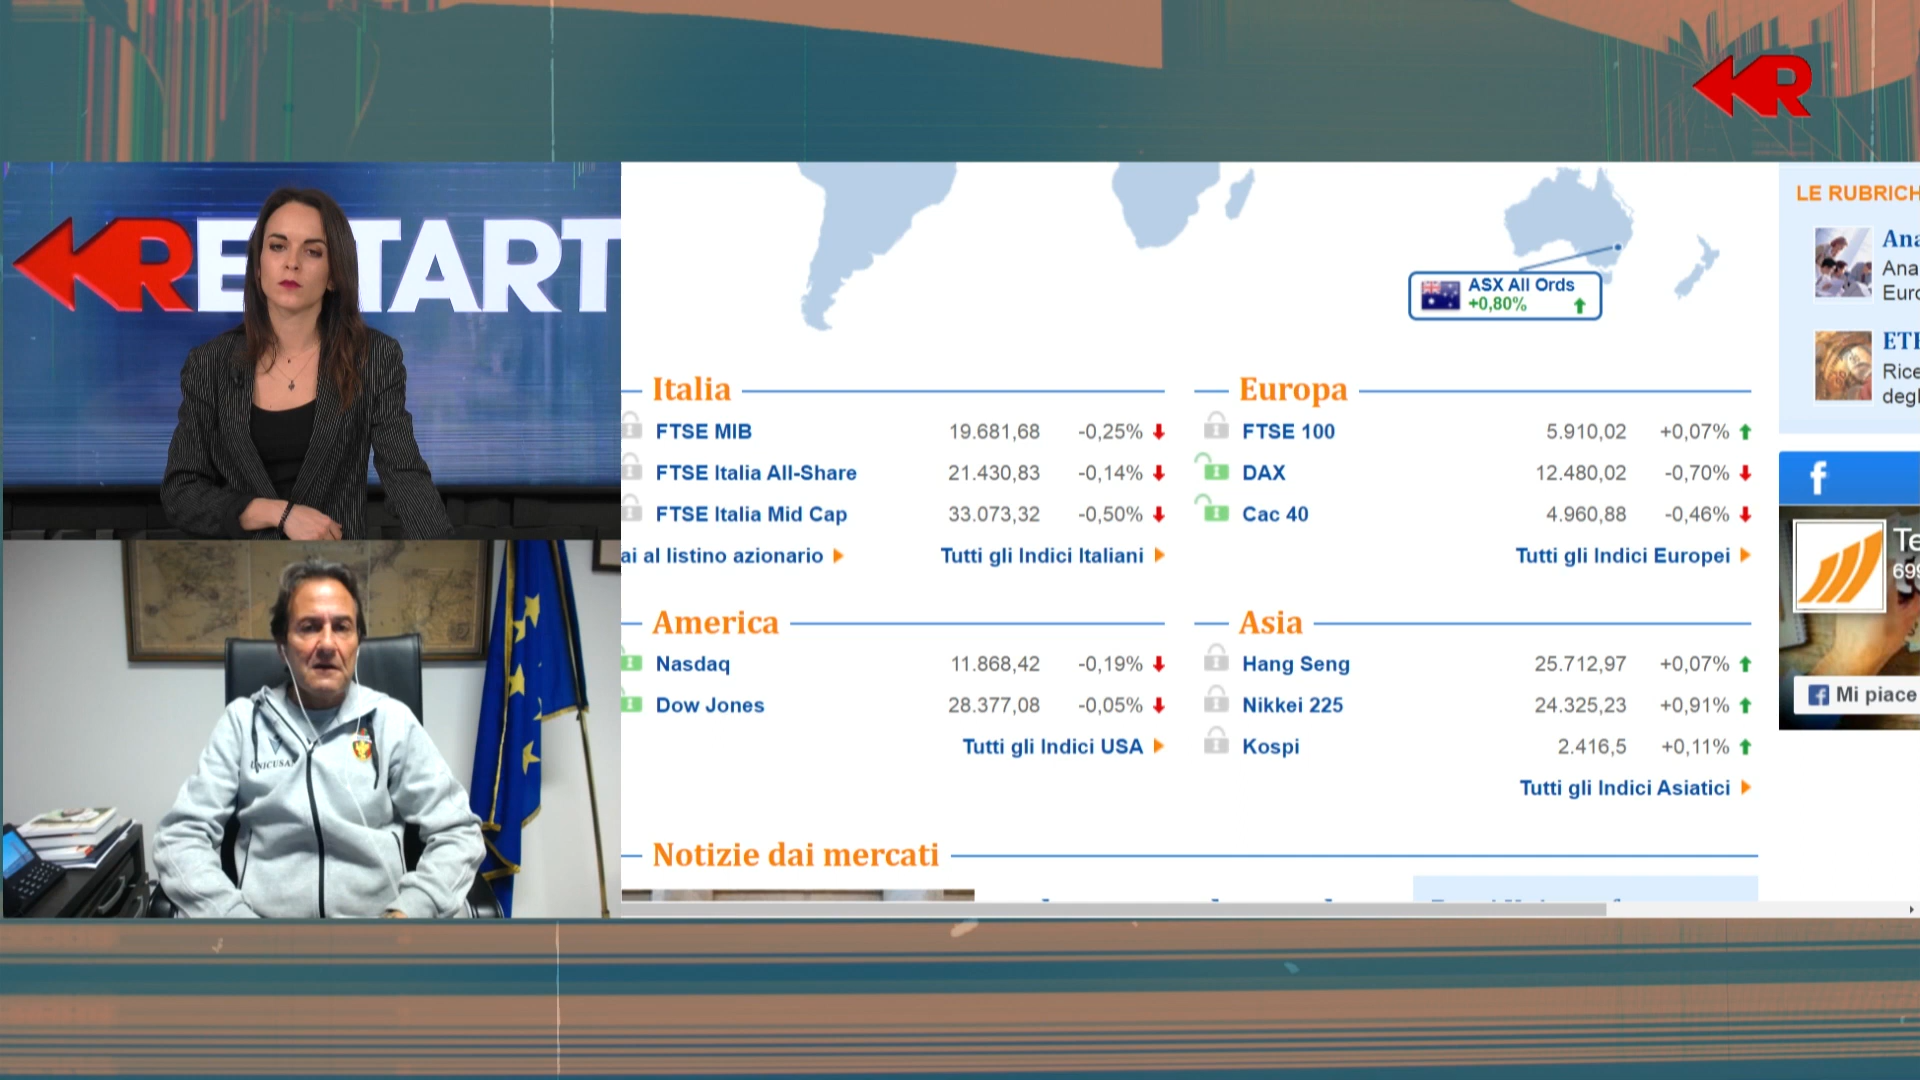 R
RESTART
UNICUSANO
ASX All Ords
+0,80%
Italia
FTSE MIB 19.681,68 -0,25%
FTSE Italia All-Share 21.430,83 -0,14%
FTSE Italia Mid Cap 33.073,32 -0,50%
ai al listino azionario Tutti gli Indici Italiani
Europa
FTSE 100 5.910,02 +0,07%
DAX 12.480,02 -0,70%
Cac 40 4.960,88 -0,46%
Tutti gli Indici Europei
America
Nasdaq 11.868,42 -0,19%
Dow Jones 28.377,08 -0,05%
Tutti gli Indici USA
Asia
Hang Seng 25.712,97 +0,07%
Nikkei 225 24.325,23 +0,91%
Kospi 2.416,5 +0,11%
Tutti gli Indici Asiatici
Notizie dai mercati
LE RUBRICH
Ana
Ana
Euro
ETF
Rice
degl
f
Te
699
f Mi piace